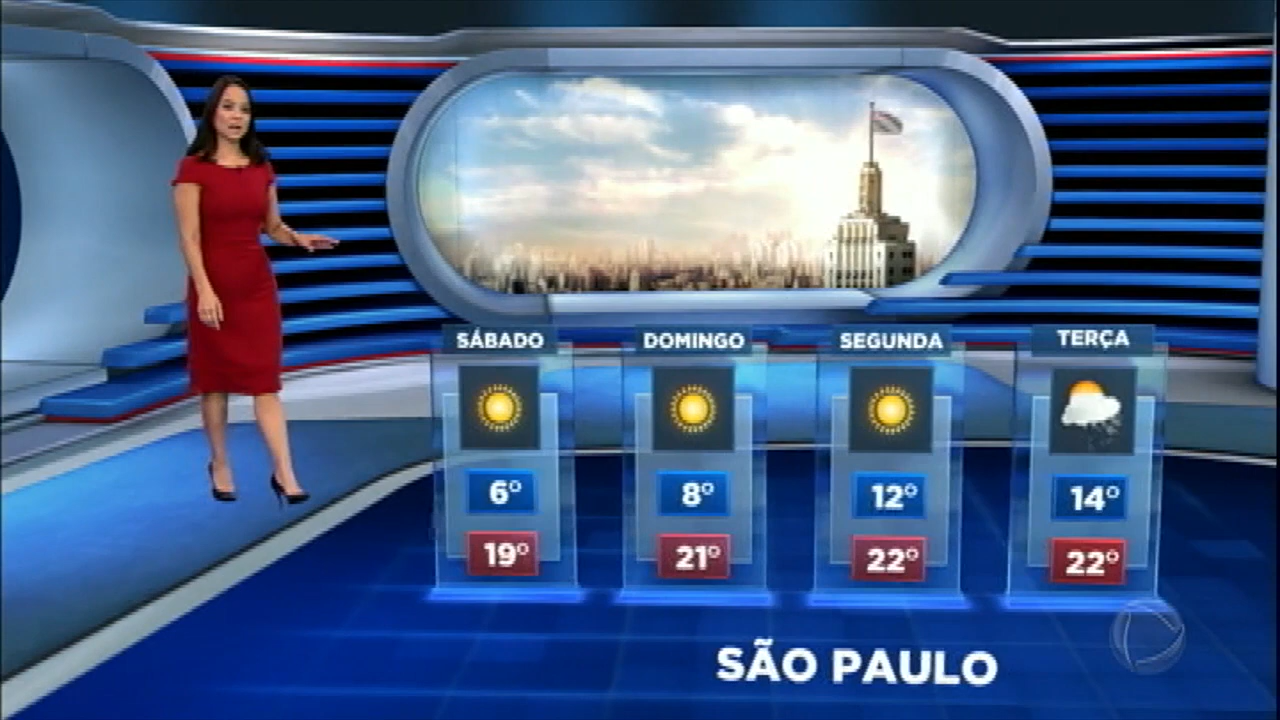 SÁBADO
6°
19°
DOMINGO
8°
21°
SEGUNDA
12°
22°
TERÇA
14°
22°
SÃO PAULO